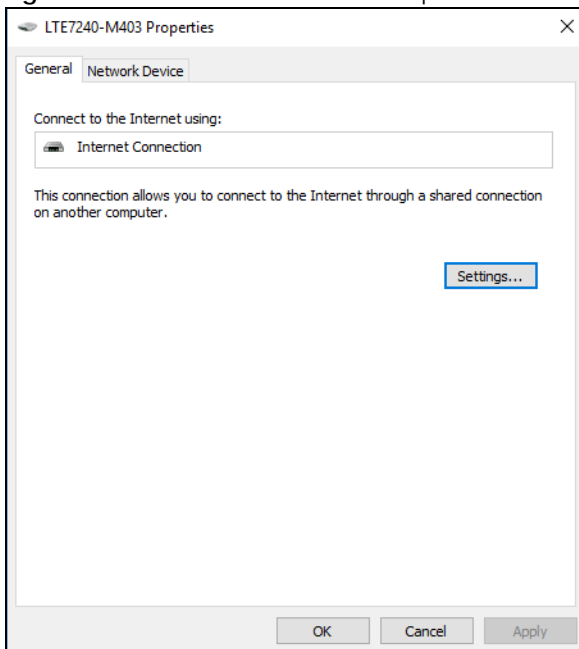 LTE7240-M403 Properties
General Network Device
Connect to the Internet using:
Internet Connection
This connection allows you to connect to the Internet through a shared connection
on another computer.
Settings...
OK Cancel Apply